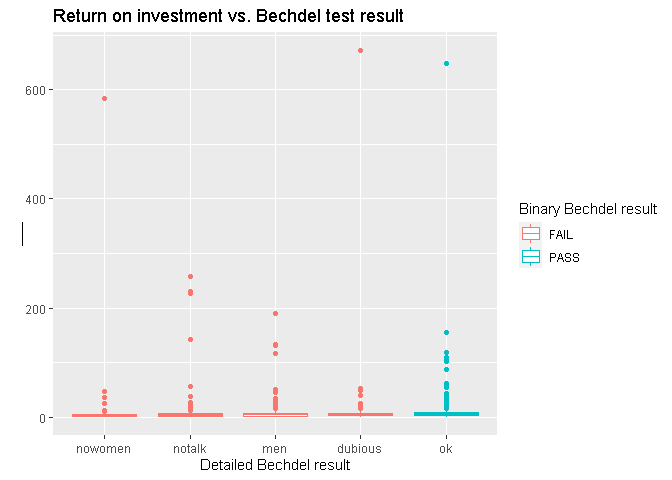 Return on investment vs. Bechdel test result
600
400
200
0
nowomen
notalk
men
dubious
ok
Detailed Bechdel result
Binary Bechdel result
FAIL
PASS